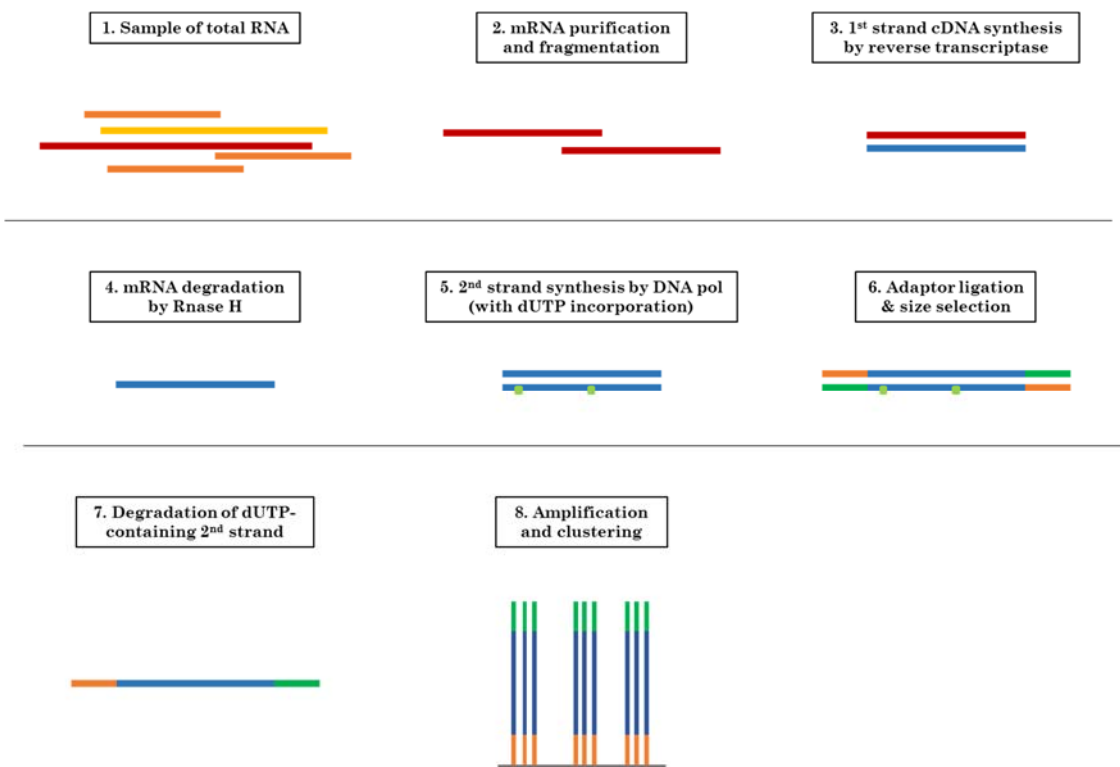 1. Sample of total RNA
2. mRNA purification
and fragmentation
3. 1st strand cDNA synthesis
by reverse transcriptase
4. mRNA degradation
by Rnase H
5. 2nd strand synthesis by DNA pol
(with dUTP incorporation)
6. Adaptor ligation
& size selection
7. Degradation of dUTP-
containing 2nd strand
8. Amplification
and clustering